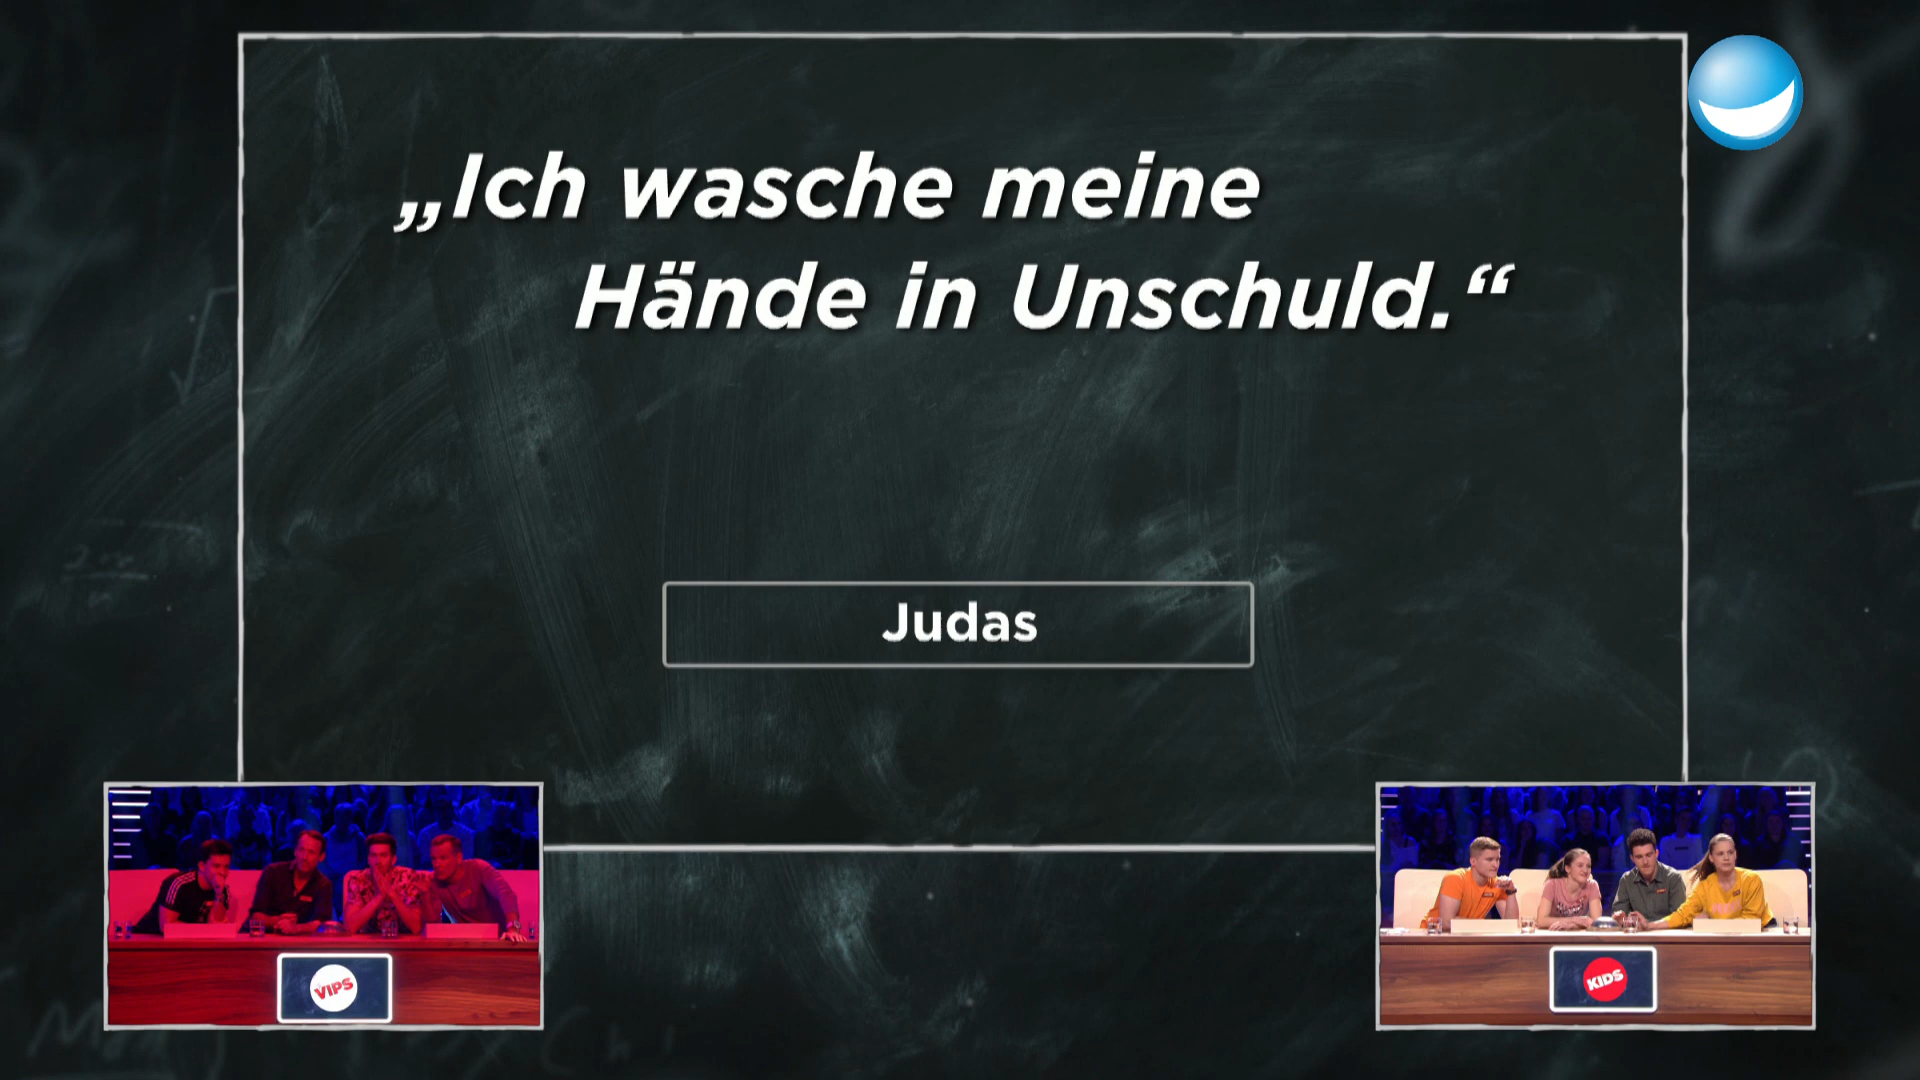 „Ich wasche meine
Hände in Unschuld.“
Judas
VIPS
KIDS